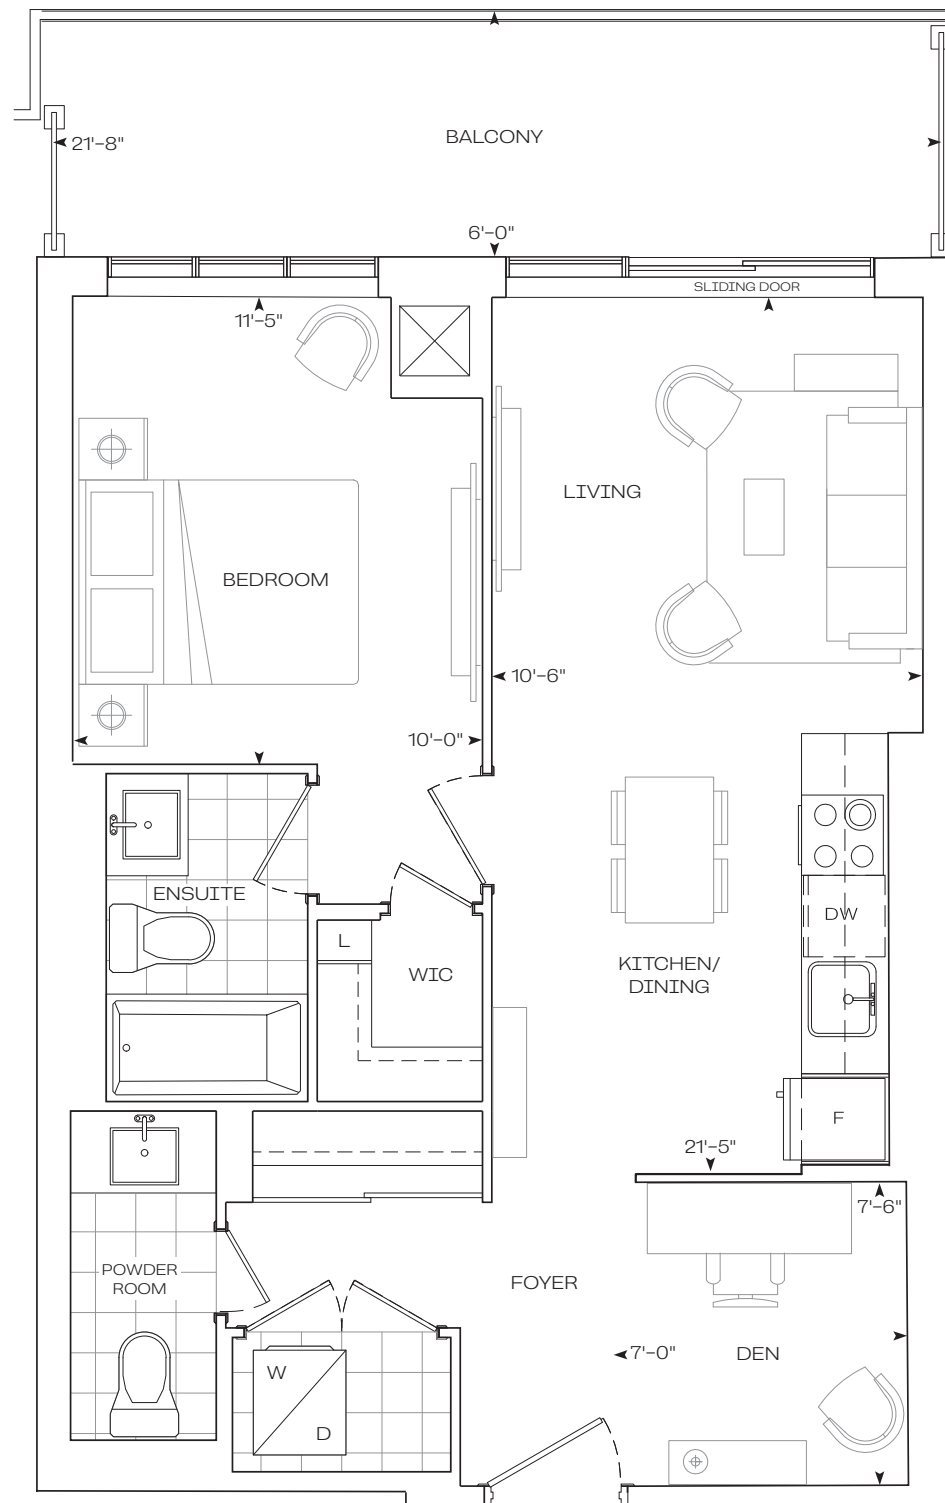 BALCONY
21'-8"
6'-0"
SLIDING DOOR
11'-5"
LIVING
BEDROOM
10'-6"
10'-0"
ENSUITE
DW
L
WIC
KITCHEN/
DINING
F
21'-5"
7'-6"
POWDER
ROOM
FOYER
7'-0"
DEN
W
D